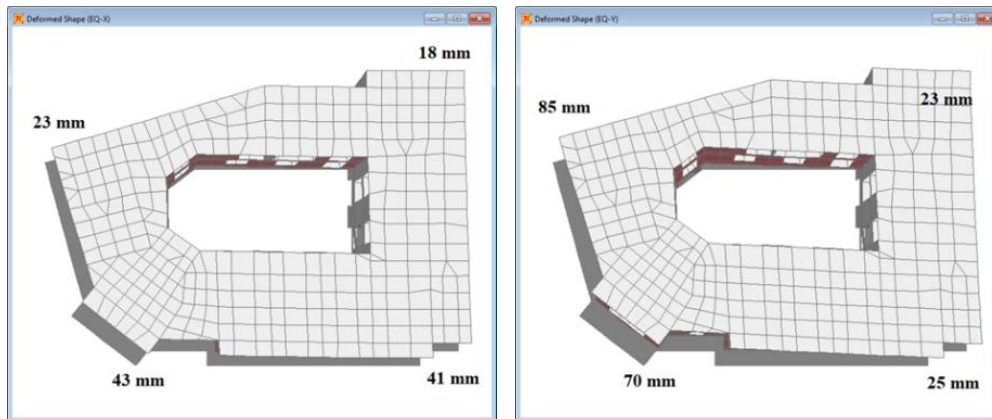 Deformed Shape (EQ-X)
18 mm
23 mm
43 mm
41 mm
Deformed Shape (EQ-Y)
85 mm
23 mm
70 mm
25 mm